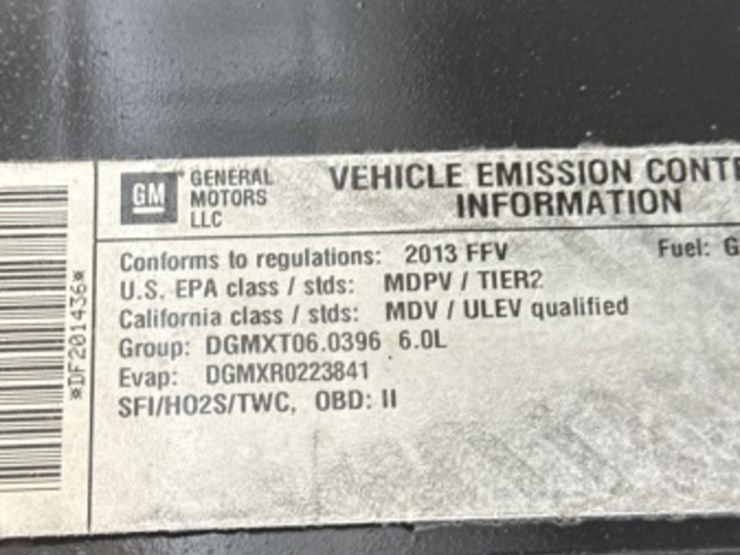 GM GENERAL MOTORS LLC
VEHICLE EMISSION
INFORMATION
Conforms to regulations: 2013 FFV Fuel:
U.S. EPA class / stds: MDPV / TIER2
California class / stds: MDV / ULEV qualified
Group: DGMXT06.0396 6.0L
Evap: DGMXR0223841
SFI/HO2S/TWC, OBD: II
*DF201436*